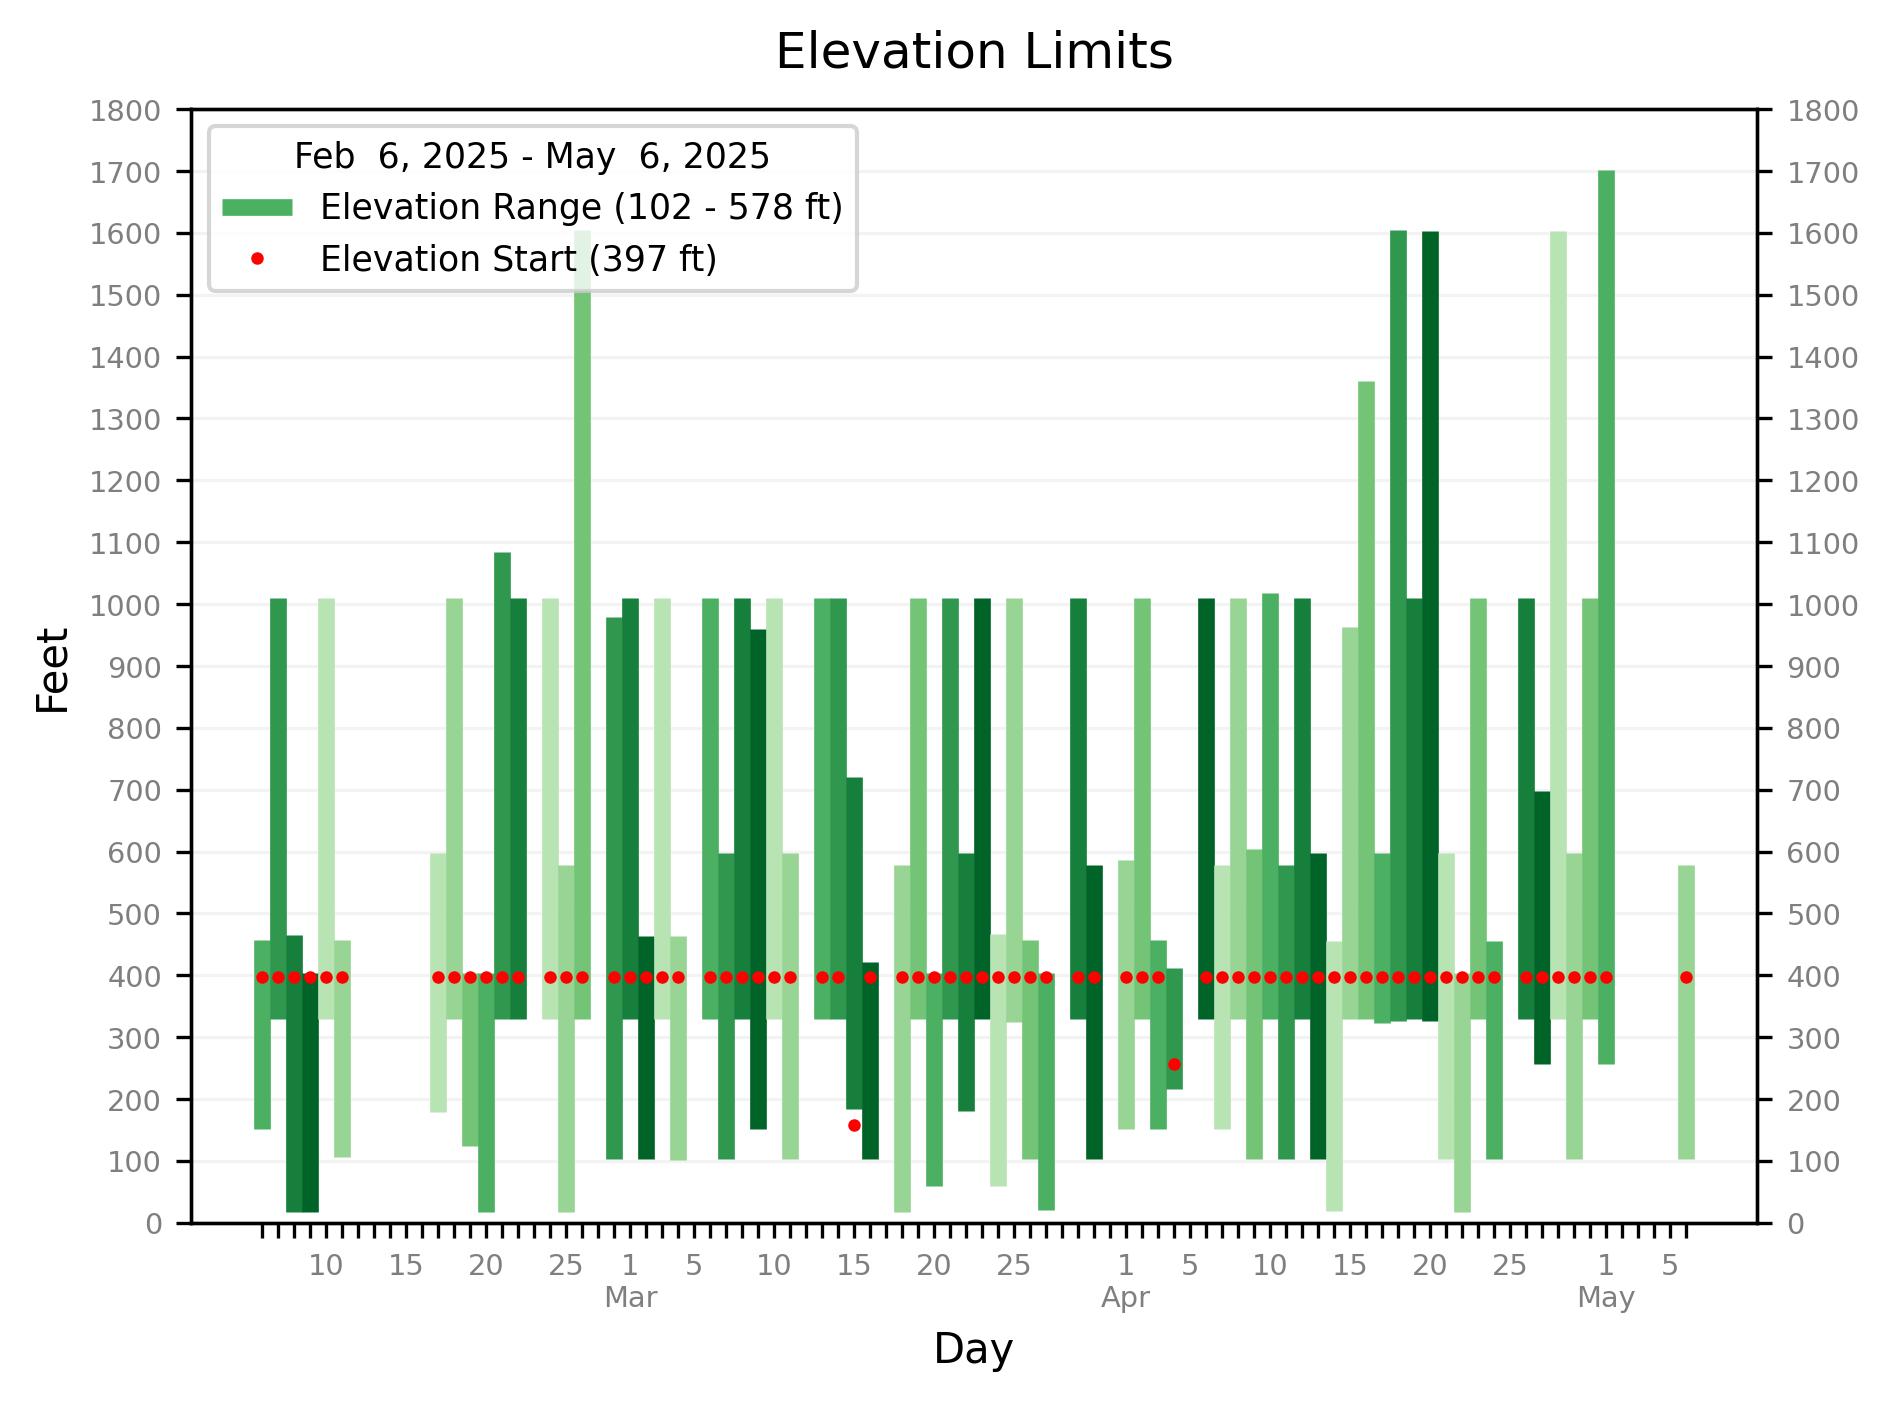 Elevation Limits
Feb  6, 2025 - May  6, 2025
Elevation Range (102 - 578 ft)
Elevation Start (397 ft)
1800 1800
1700 1700
1600 1600
1500 1500
1400 1400
1300 1300
1200 1200
1100 1100
1000 1000
900 900
800 800
700 700
600 600
500 500
400 400
300 300
200 200
100 100
0 0
Feet
10 15 20 25 1 5 10 15 20 25 1 5 10 15 20 25 1 5
Mar Apr May
Day